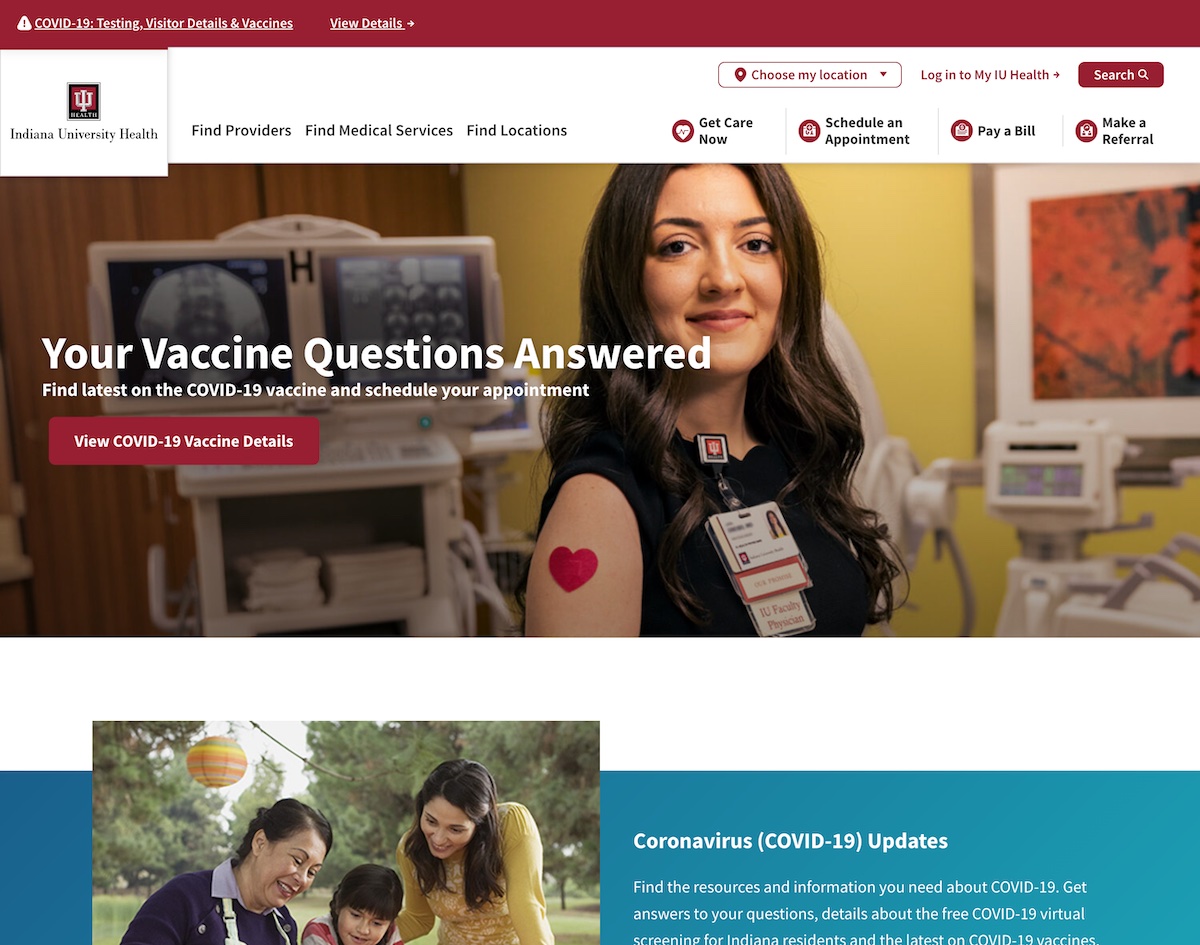 COVID-19: Testing, Visitor Details & Vaccines
View Details
Choose my location
Log in to My IU Health
Search
HEALTH
Indiana University Health
Find Providers
Find Medical Services
Find Locations
Get Care
Now
Schedule an
Appointment
Pay a Bill
Make a
Referral
H
Your Vaccine Questions Answered
Find latest on the COVID-19 vaccine and schedule your appointment
View COVID-19 Vaccine Details
OUR PROMISE
IU Faculty
Physician
Coronavirus (COVID-19) Updates
Find the resources and information you need about COVID-19. Get
answers to your questions, details about the free COVID-19 virtual
screening for Indiana residents and the latest on COVID-19 vaccines.